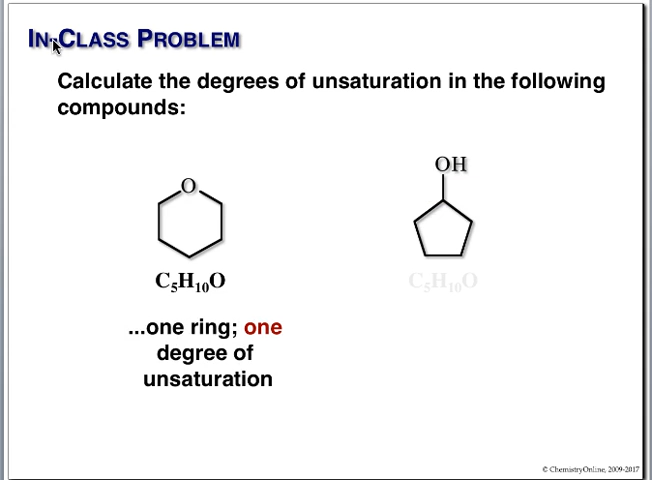 IN-CLASS PROBLEM
Calculate the degrees of unsaturation in the following
compounds:
O
OH
C₅H₁₀O
C₅H₁₀O
...one ring; one
degree of
unsaturation
© ChemistryOnline, 2009-2017